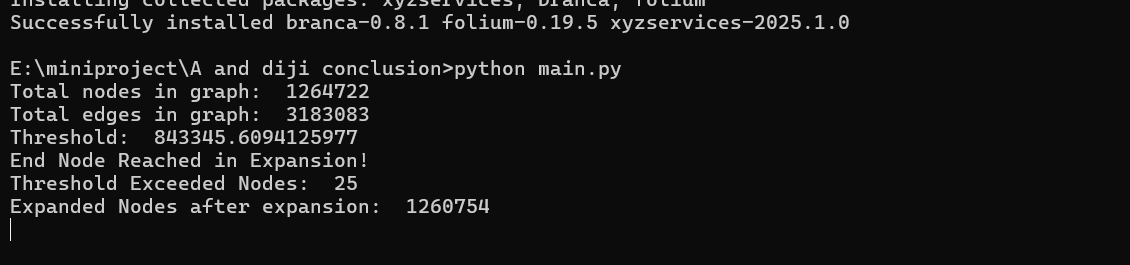 Installing collected packages: xyzservices, branca, folium
Successfully installed branca-0.8.1 folium-0.19.5 xyzservices-2025.1.0
E:\miniproject\A and diji conclusion>python main.py
Total nodes in graph:  1264722
Total edges in graph:  3183083
Threshold:  843345.6094125977
End Node Reached in Expansion!
Threshold Exceeded Nodes:  25
Expanded Nodes after expansion:  1260754